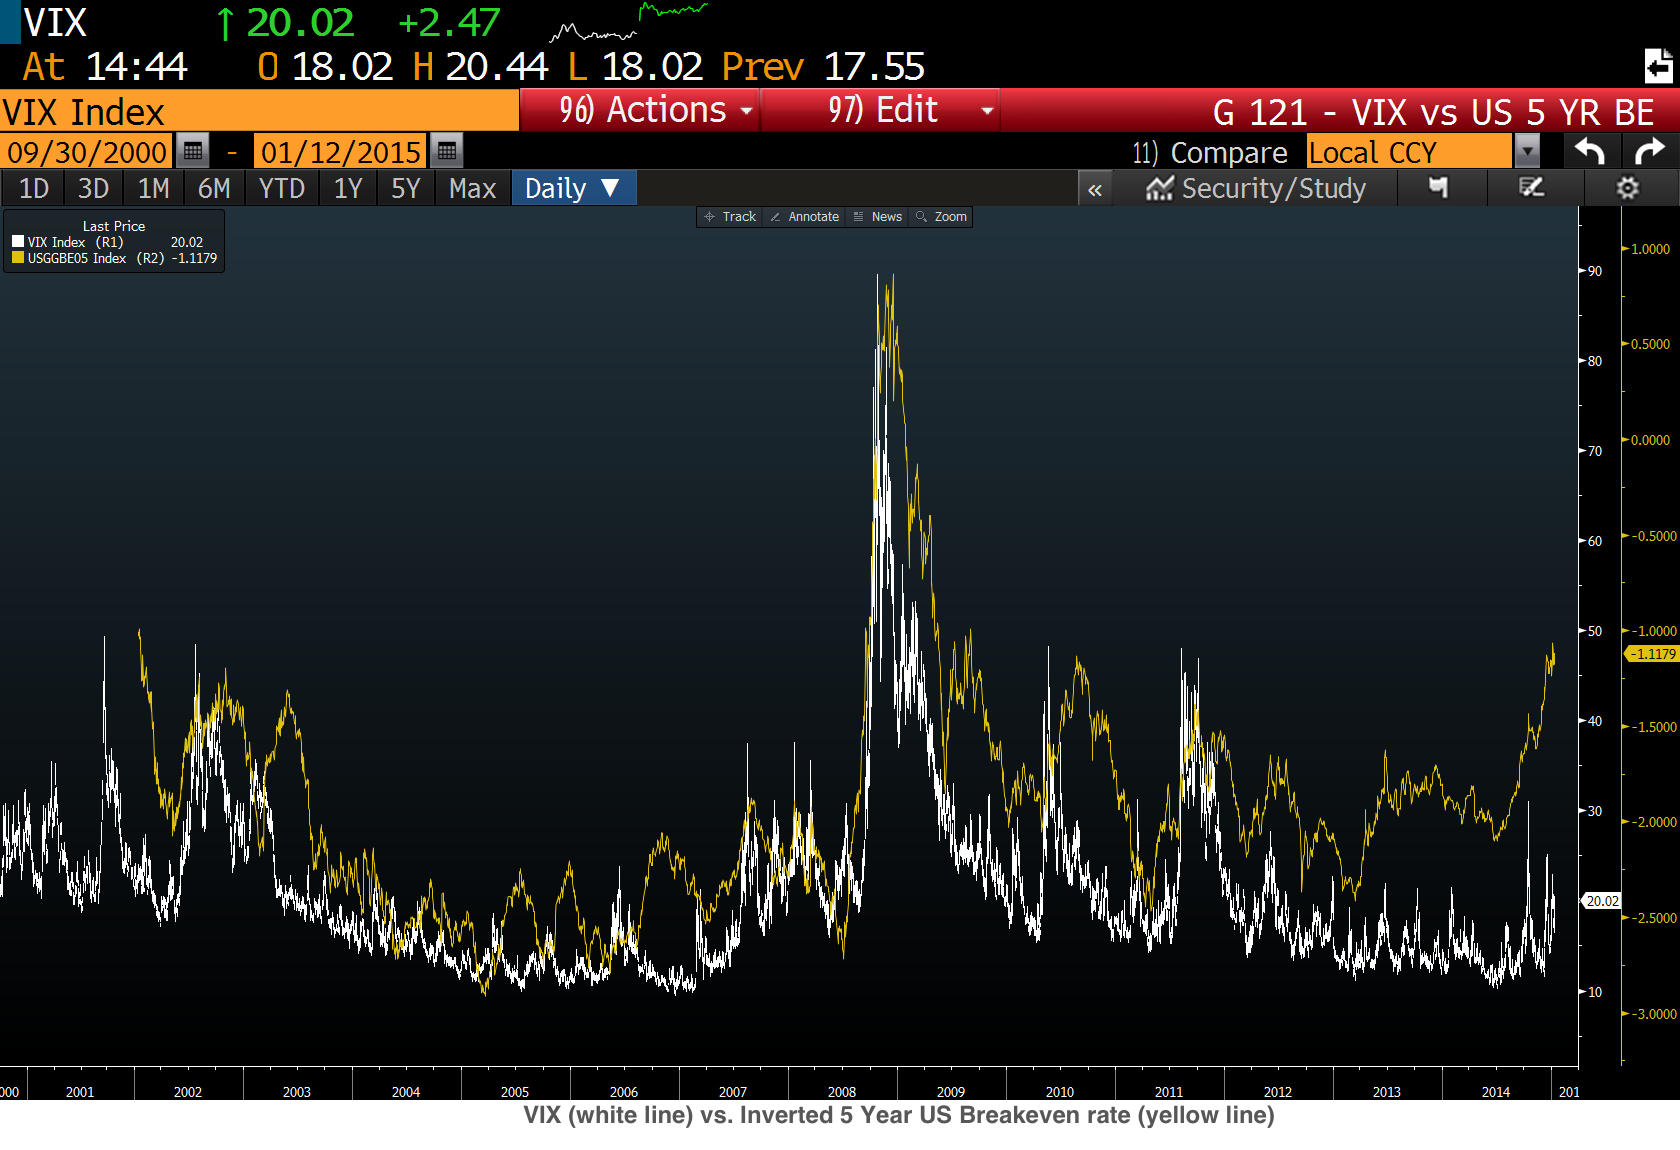 VIX ↑ 20.02 +2.47
At 14:44 O 18.02 H 20.44 L 18.02 Prev 17.55
VIX Index 96) Actions 97) Edit G 121 - VIX vs US 5 YR BE
09/30/2000 - 01/12/2015 11) Compare Local CCY
1D 3D 1M 6M YTD 1Y 5Y Max Daily ▼ « Security/Study
Track Annotate News Zoom
Last Price
VIX Index (R1) 20.02
USGGBE05 Index (R2) -1.1179
1.0000
90
0.5000
80
0.0000
70
-0.5000
60
50 -1.0000
-1.1179
40
-1.5000
30
-2.0000
20.02
-2.5000
10
-3.0000
000 2001 2002 2003 2004 2005 2006 2007 2008 2009 2010 2011 2012 2013 2014 201
VIX (white line) vs. Inverted 5 Year US Breakeven rate (yellow line)